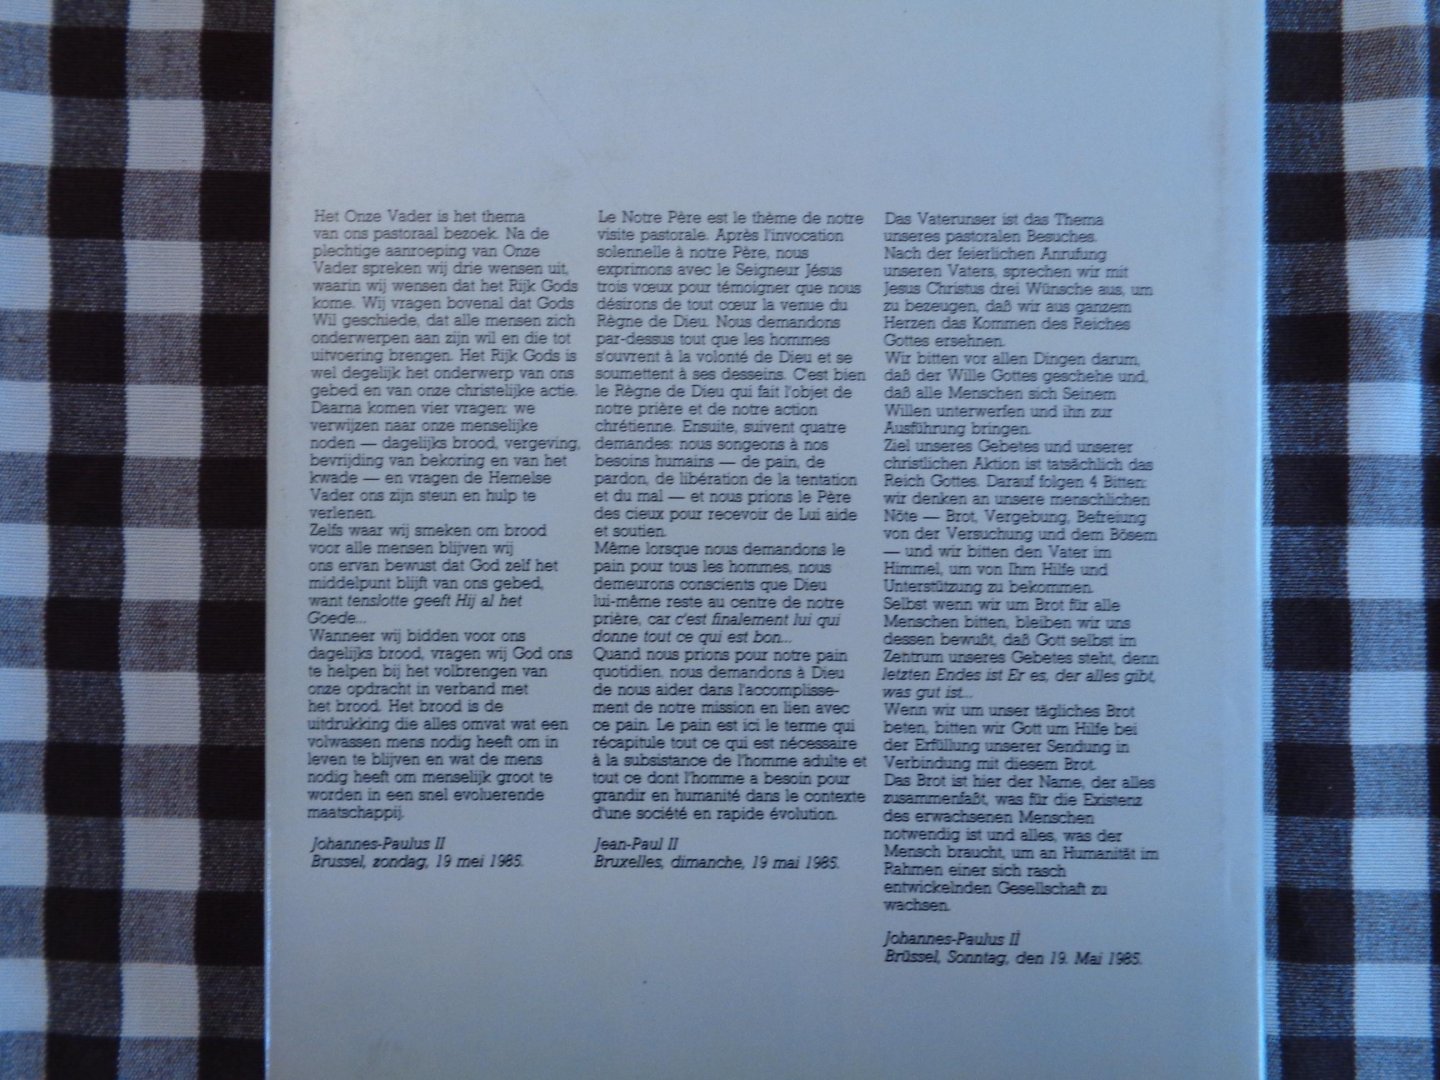 Het Onze Vader is het thema
van ons pastoraal bezoek. Na de
plechtige aanroeping van Onze
Vader spreken wij drie wensen uit,
waarin wij wensen dat het Rijk Gods
kome. Wij vragen bovenal dat Gods
Wil geschiede, dat alle mensen zich
onderwerpen aan zijn wil en die tot
uitvoering brengen. Het Rijk Gods is
wel degelijk het onderwerp van ons
gebed en van onze christelijke actie.
Daarna komen vier vragen: we
verwijzen naar onze menselijke
noden — dagelijks brood, vergeving,
bevrijding van bekoring en van het
kwade — en vragen de Hemelse
Vader ons zijn steun en hulp te
verlenen.
Zelfs waar wij smeken om brood
voor alle mensen blijven wij
ons ervan bewust dat God zelf het
middelpunt blijft van ons gebed,
want tenslotte geeft Hij al het
Goede...
Wanneer wij bidden voor ons
dagelijks brood, vragen wij God ons
te helpen bij het volbrengen van
onze opdracht in verband met
het brood. Het brood is de
uitdrukking die alles omvat wat een
volwassen mens nodig heeft om in
leven te blijven en wat de mens
nodig heeft om menselijk groot te
worden in een snel evoluerende
maatschappij.
Johannes-Paulus II
Brussel, zondag, 19 mei 1985.
Le Notre Père est le thème de notre
visite pastorale. Après l'invocation
solennelle à notre Père, nous
exprimons avec le Seigneur Jésus
trois vœux pour témoigner que nous
désirons de tout cœur la venue du
Règne de Dieu. Nous demandons
par-dessus tout que les hommes
s'ouvrent à la volonté de Dieu et se
soumettent à ses desseins. C'est bien
le Règne de Dieu qui fait l'objet de
notre prière et de notre action
chrétienne. Ensuite, suivent quatre
demandes: nous songeons à nos
besoins humains — de pain, de
pardon, de libération de la tentation
et du mal — et nous prions le Père
des cieux pour recevoir de Lui aide
et soutien.
Même lorsque nous demandons le
pain pour tous les hommes, nous
demeurons conscients que Dieu
lui-même reste au centre de notre
prière, car c'est finalement lui qui
donne tout ce qui est bon...
Quand nous prions pour notre pain
quotidien, nous demandons à Dieu
de nous aider dans l'accomplisse-
ment de notre mission en lien avec
ce pain. Le pain est ici le terme qui
récapitule tout ce qui est nécessaire
à la subsistance de l'homme adulte et
tout ce dont l'homme a besoin pour
grandir en humanité dans le contexte
d'une société en rapide évolution.
Jean-Paul II
Bruxelles, dimanche, 19 mai 1985.
Das Vaterunser ist das Thema
unseres pastoralen Besuches.
Nach der feierlichen Anrufung
unseren Vaters, sprechen wir mit
Jesus Christus drei Wünsche aus, um
zu bezeugen, daß wir aus ganzem
Herzen das Kommen des Reiches
Gottes ersehnen.
Wir bitten vor allen Dingen darum,
daß der Wille Gottes geschehe und,
daß alle Menschen sich Seinem
Willen unterwerfen und ihn zur
Ausführung bringen.
Ziel unseres Gebetes und unserer
christlichen Aktion ist tatsächlich das
Reich Gottes. Darauf folgen 4 Bitten:
wir denken an unsere menschlichen
Nöte — Brot, Vergebung, Befreiung
von der Versuchung und dem Bösem
— und wir bitten den Vater im
Himmel, um von Ihm Hilfe und
Unterstützung zu bekommen.
Selbst wenn wir um Brot für alle
Menschen bitten, bleiben wir uns
dessen bewußt, daß Gott selbst im
Zentrum unseres Gebetes steht, denn
letzten Endes ist Er es, der alles gibt,
was gut ist...
Wenn wir um unser tägliches Brot
beten, bitten wir Gott um Hilfe bei
der Erfüllung unserer Sendung in
Verbindung mit diesem Brot.
Das Brot ist hier der Name, der alles
zusammenfaßt, was für die Existenz
des erwachsenen Menschen
notwendig ist und alles, was der
Mensch braucht, um an Humanität im
Rahmen einer sich rasch
entwickelnden Gesellschaft zu
wachsen.
Johannes-Paulus II
Brüssel, Sonntag, den 19. Mai 1985.